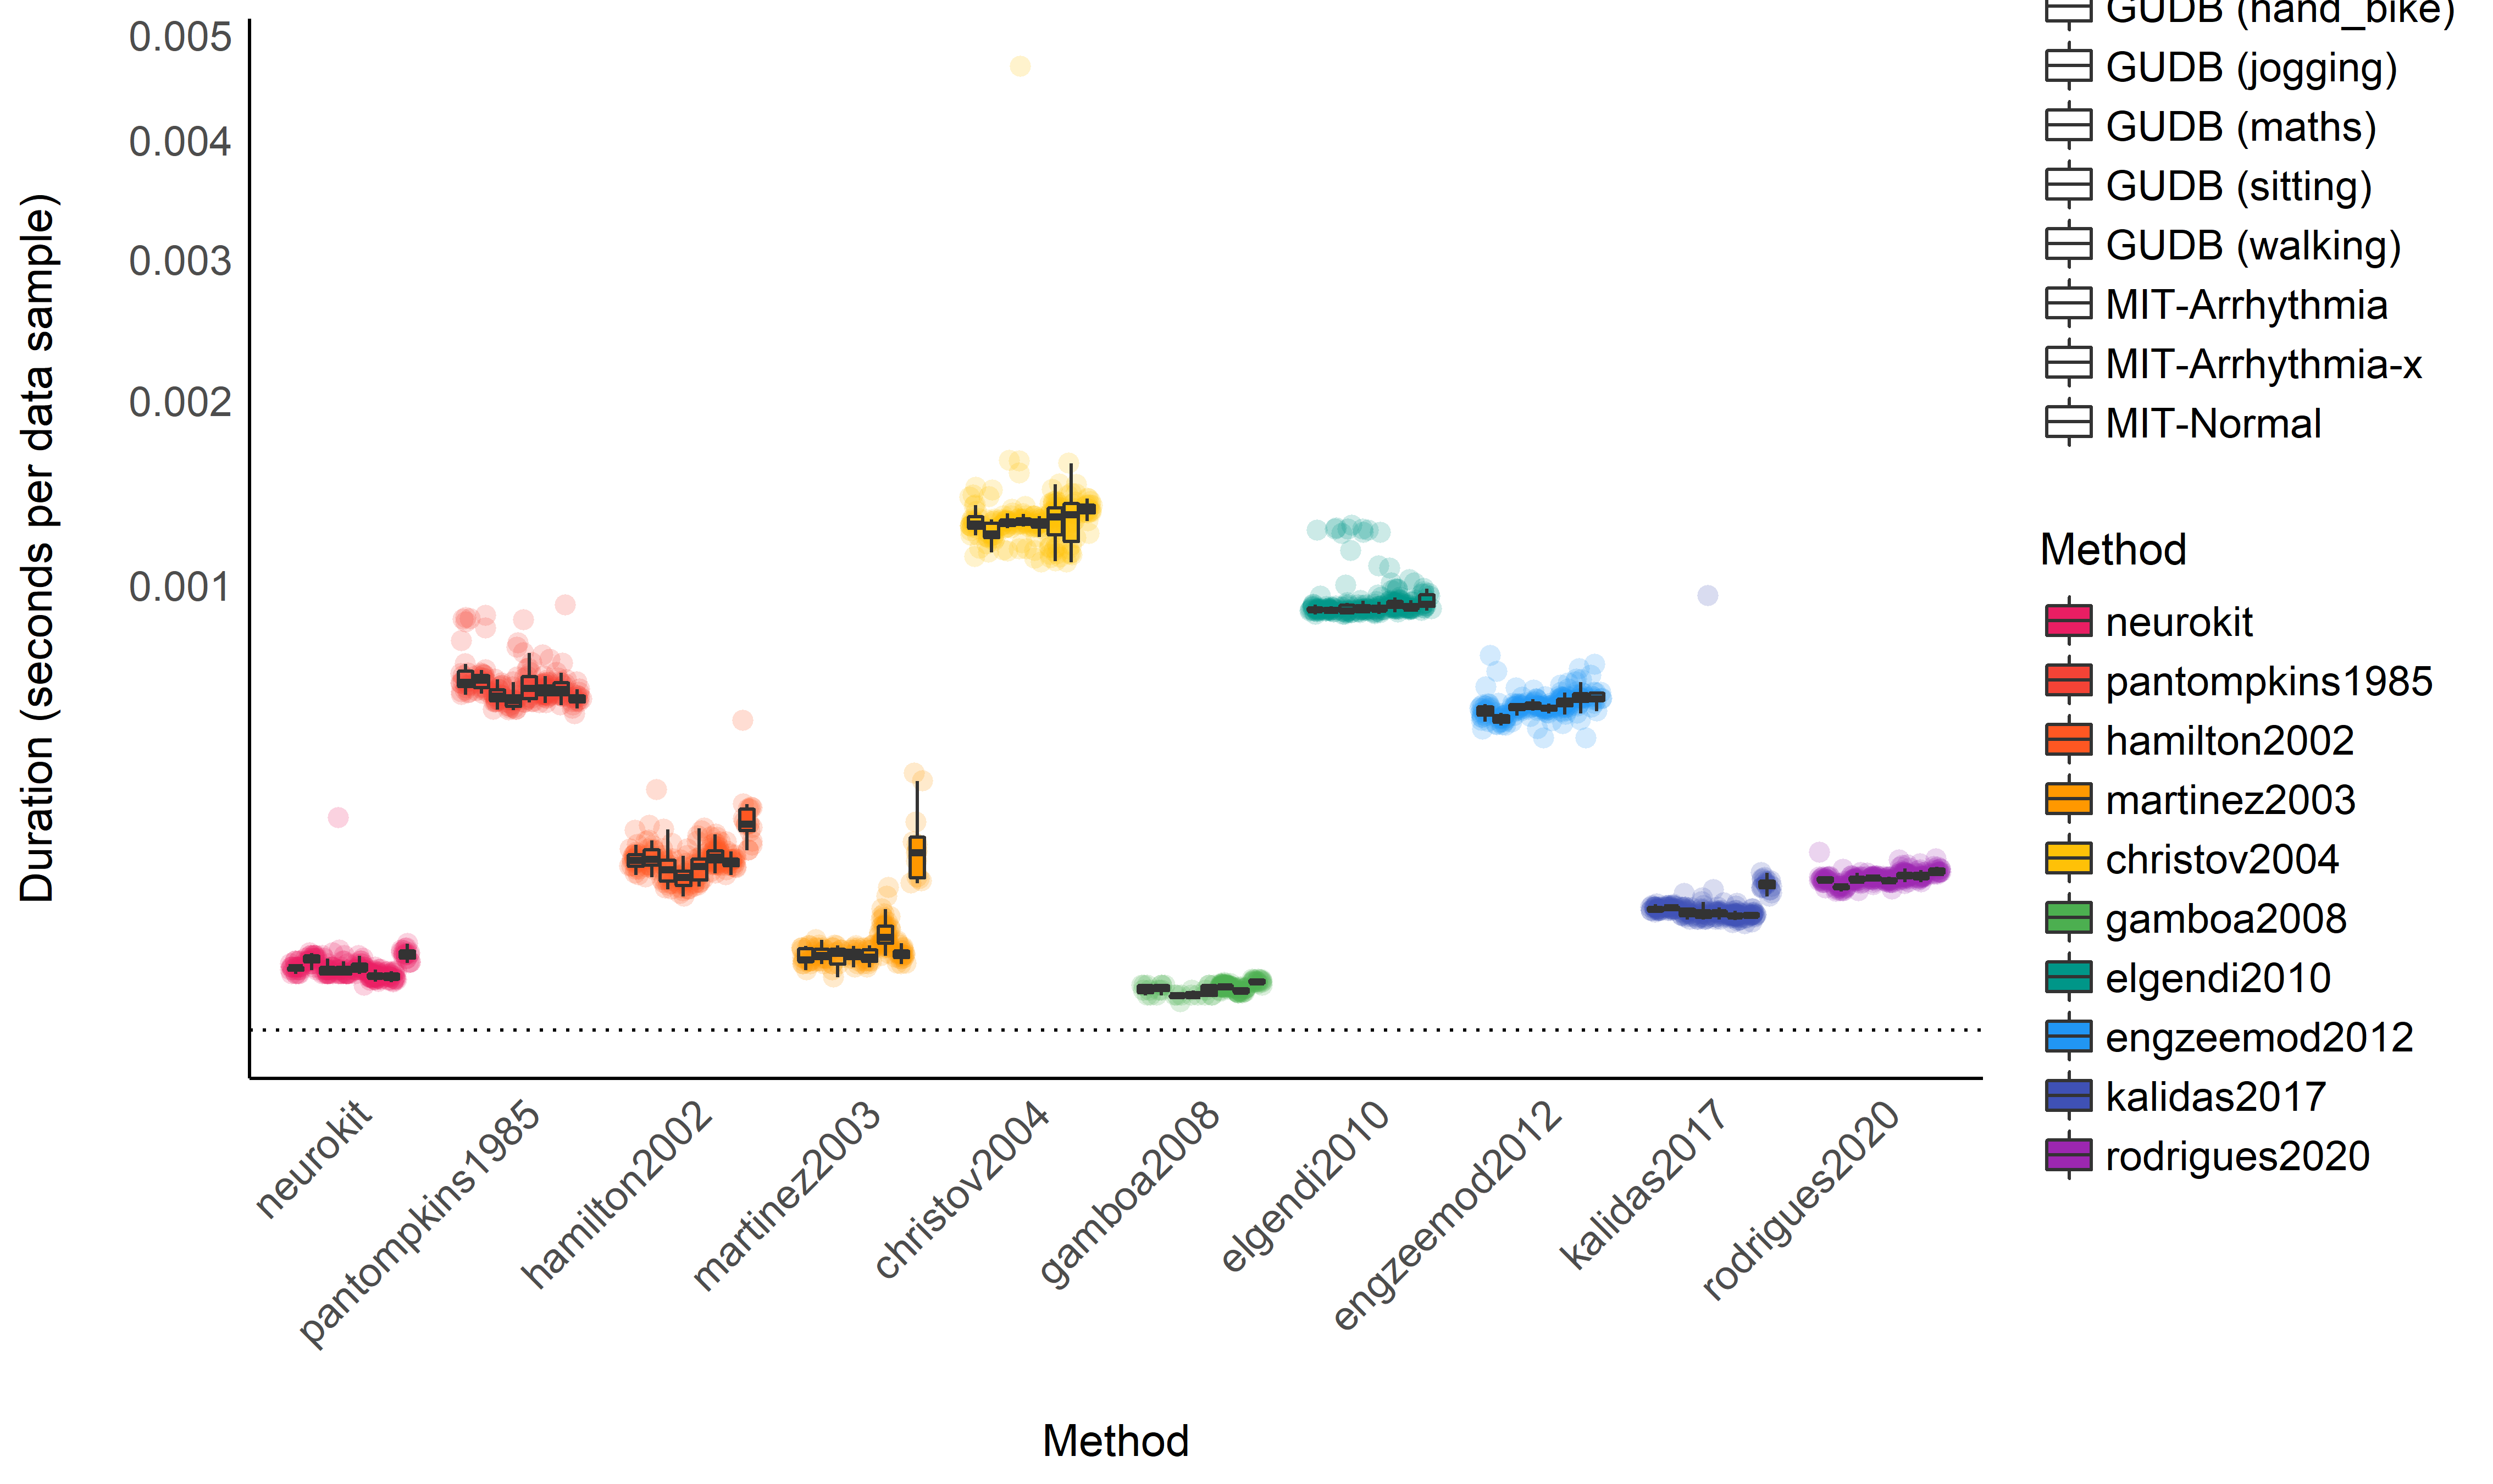 Duration (seconds per data sample)
0.005
0.004
0.003
0.002
0.001
neurokit
pantompkins1985
hamilton2002
martinez2003
christov2004
gamboa2008
elgendi2010
engzeemod2012
kalidas2017
rodrigues2020
Method
GUDB (hand_bike)
GUDB (jogging)
GUDB (maths)
GUDB (sitting)
GUDB (walking)
MIT-Arrhythmia
MIT-Arrhythmia-x
MIT-Normal
Method
neurokit
pantompkins1985
hamilton2002
martinez2003
christov2004
gamboa2008
elgendi2010
engzeemod2012
kalidas2017
rodrigues2020